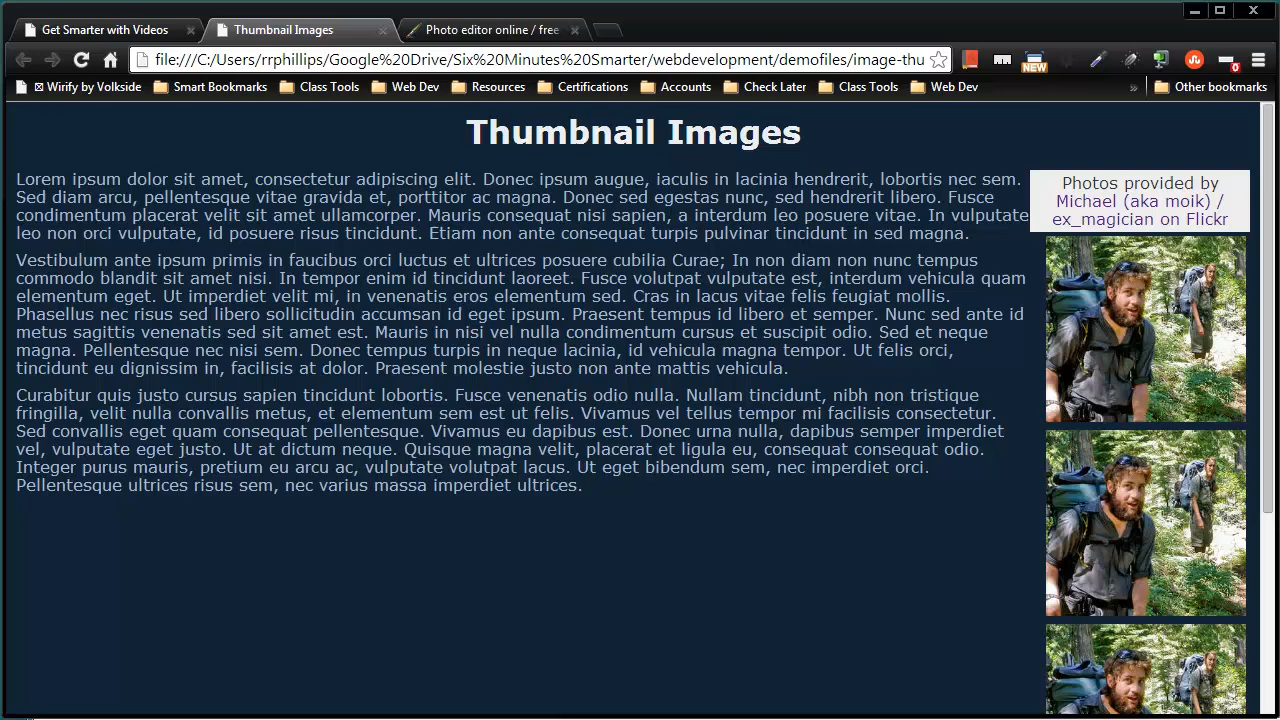 Get Smarter with Videos
Thumbnail Images
Photo editor online / free
file:///C:/Users/rrphillips/Google%20Drive/Six%20Minutes%20Smarter/webdevelopment/demofiles/image-thu
NEW
0
Wirify by Volkside
Smart Bookmarks
Class Tools
Web Dev
Resources
Certifications
Accounts
Check Later
Class Tools
Web Dev
»
Other bookmarks
Thumbnail Images
Lorem ipsum dolor sit amet, consectetur adipiscing elit. Donec ipsum augue, iaculis in lacinia hendrerit, lobortis nec sem.
Sed diam arcu, pellentesque vitae gravida et, porttitor ac magna. Donec sed egestas nunc, sed hendrerit libero. Fusce
condimentum placerat velit sit amet ullamcorper. Mauris consequat nisi sapien, a interdum leo posuere vitae. In vulputate
leo non orci vulputate, id posuere risus tincidunt. Etiam non ante consequat turpis pulvinar tincidunt in sed magna.
Vestibulum ante ipsum primis in faucibus orci luctus et ultrices posuere cubilia Curae; In non diam non nunc tempus
commodo blandit sit amet nisi. In tempor enim id tincidunt laoreet. Fusce volutpat vulputate est, interdum vehicula quam
elementum eget. Ut imperdiet velit mi, in venenatis eros elementum sed. Cras in lacus vitae felis feugiat mollis.
Phasellus nec risus sed libero sollicitudin accumsan id eget ipsum. Praesent tempus id libero et semper. Nunc sed ante id
metus sagittis venenatis sed sit amet est. Mauris in nisi vel nulla condimentum cursus et suscipit odio. Sed et neque
magna. Pellentesque nec nisi sem. Donec tempus turpis in neque lacinia, id vehicula magna tempor. Ut felis orci,
tincidunt eu dignissim in, facilisis at dolor. Praesent molestie justo non ante mattis vehicula.
Curabitur quis justo cursus sapien tincidunt lobortis. Fusce venenatis odio nulla. Nullam tincidunt, nibh non tristique
fringilla, velit nulla convallis metus, et elementum sem est ut felis. Vivamus vel tellus tempor mi facilisis consectetur.
Sed convallis eget quam consequat pellentesque. Vivamus eu dapibus est. Donec urna nulla, dapibus semper imperdiet
vel, vulputate eget justo. Ut at dictum neque. Quisque magna velit, placerat et ligula eu, consequat consequat odio.
Integer purus mauris, pretium eu arcu ac, vulputate volutpat lacus. Ut eget bibendum sem, nec imperdiet orci.
Pellentesque ultrices risus sem, nec varius massa imperdiet ultrices.
Photos provided by
Michael (aka moik) /
ex_magician on Flickr